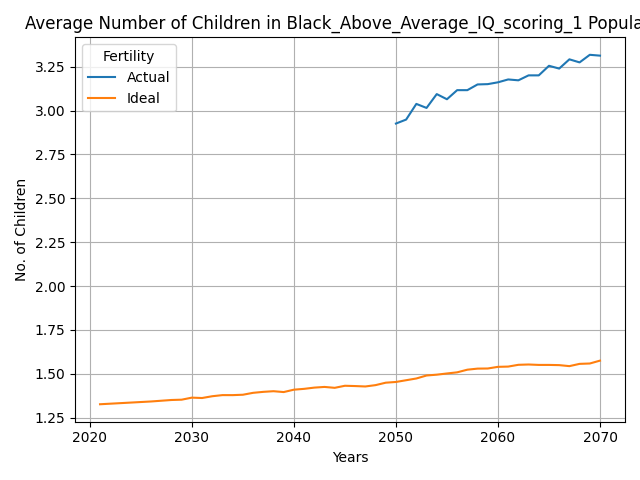 Average Number of Children in Black_Above_Average_IQ_scoring_1 Popula
Fertility
Actual
Ideal
3.25
3.00
2.75
2.50
2.25
2.00
1.75
1.50
1.25
No. of Children
2020 2030 2040 2050 2060 2070
Years